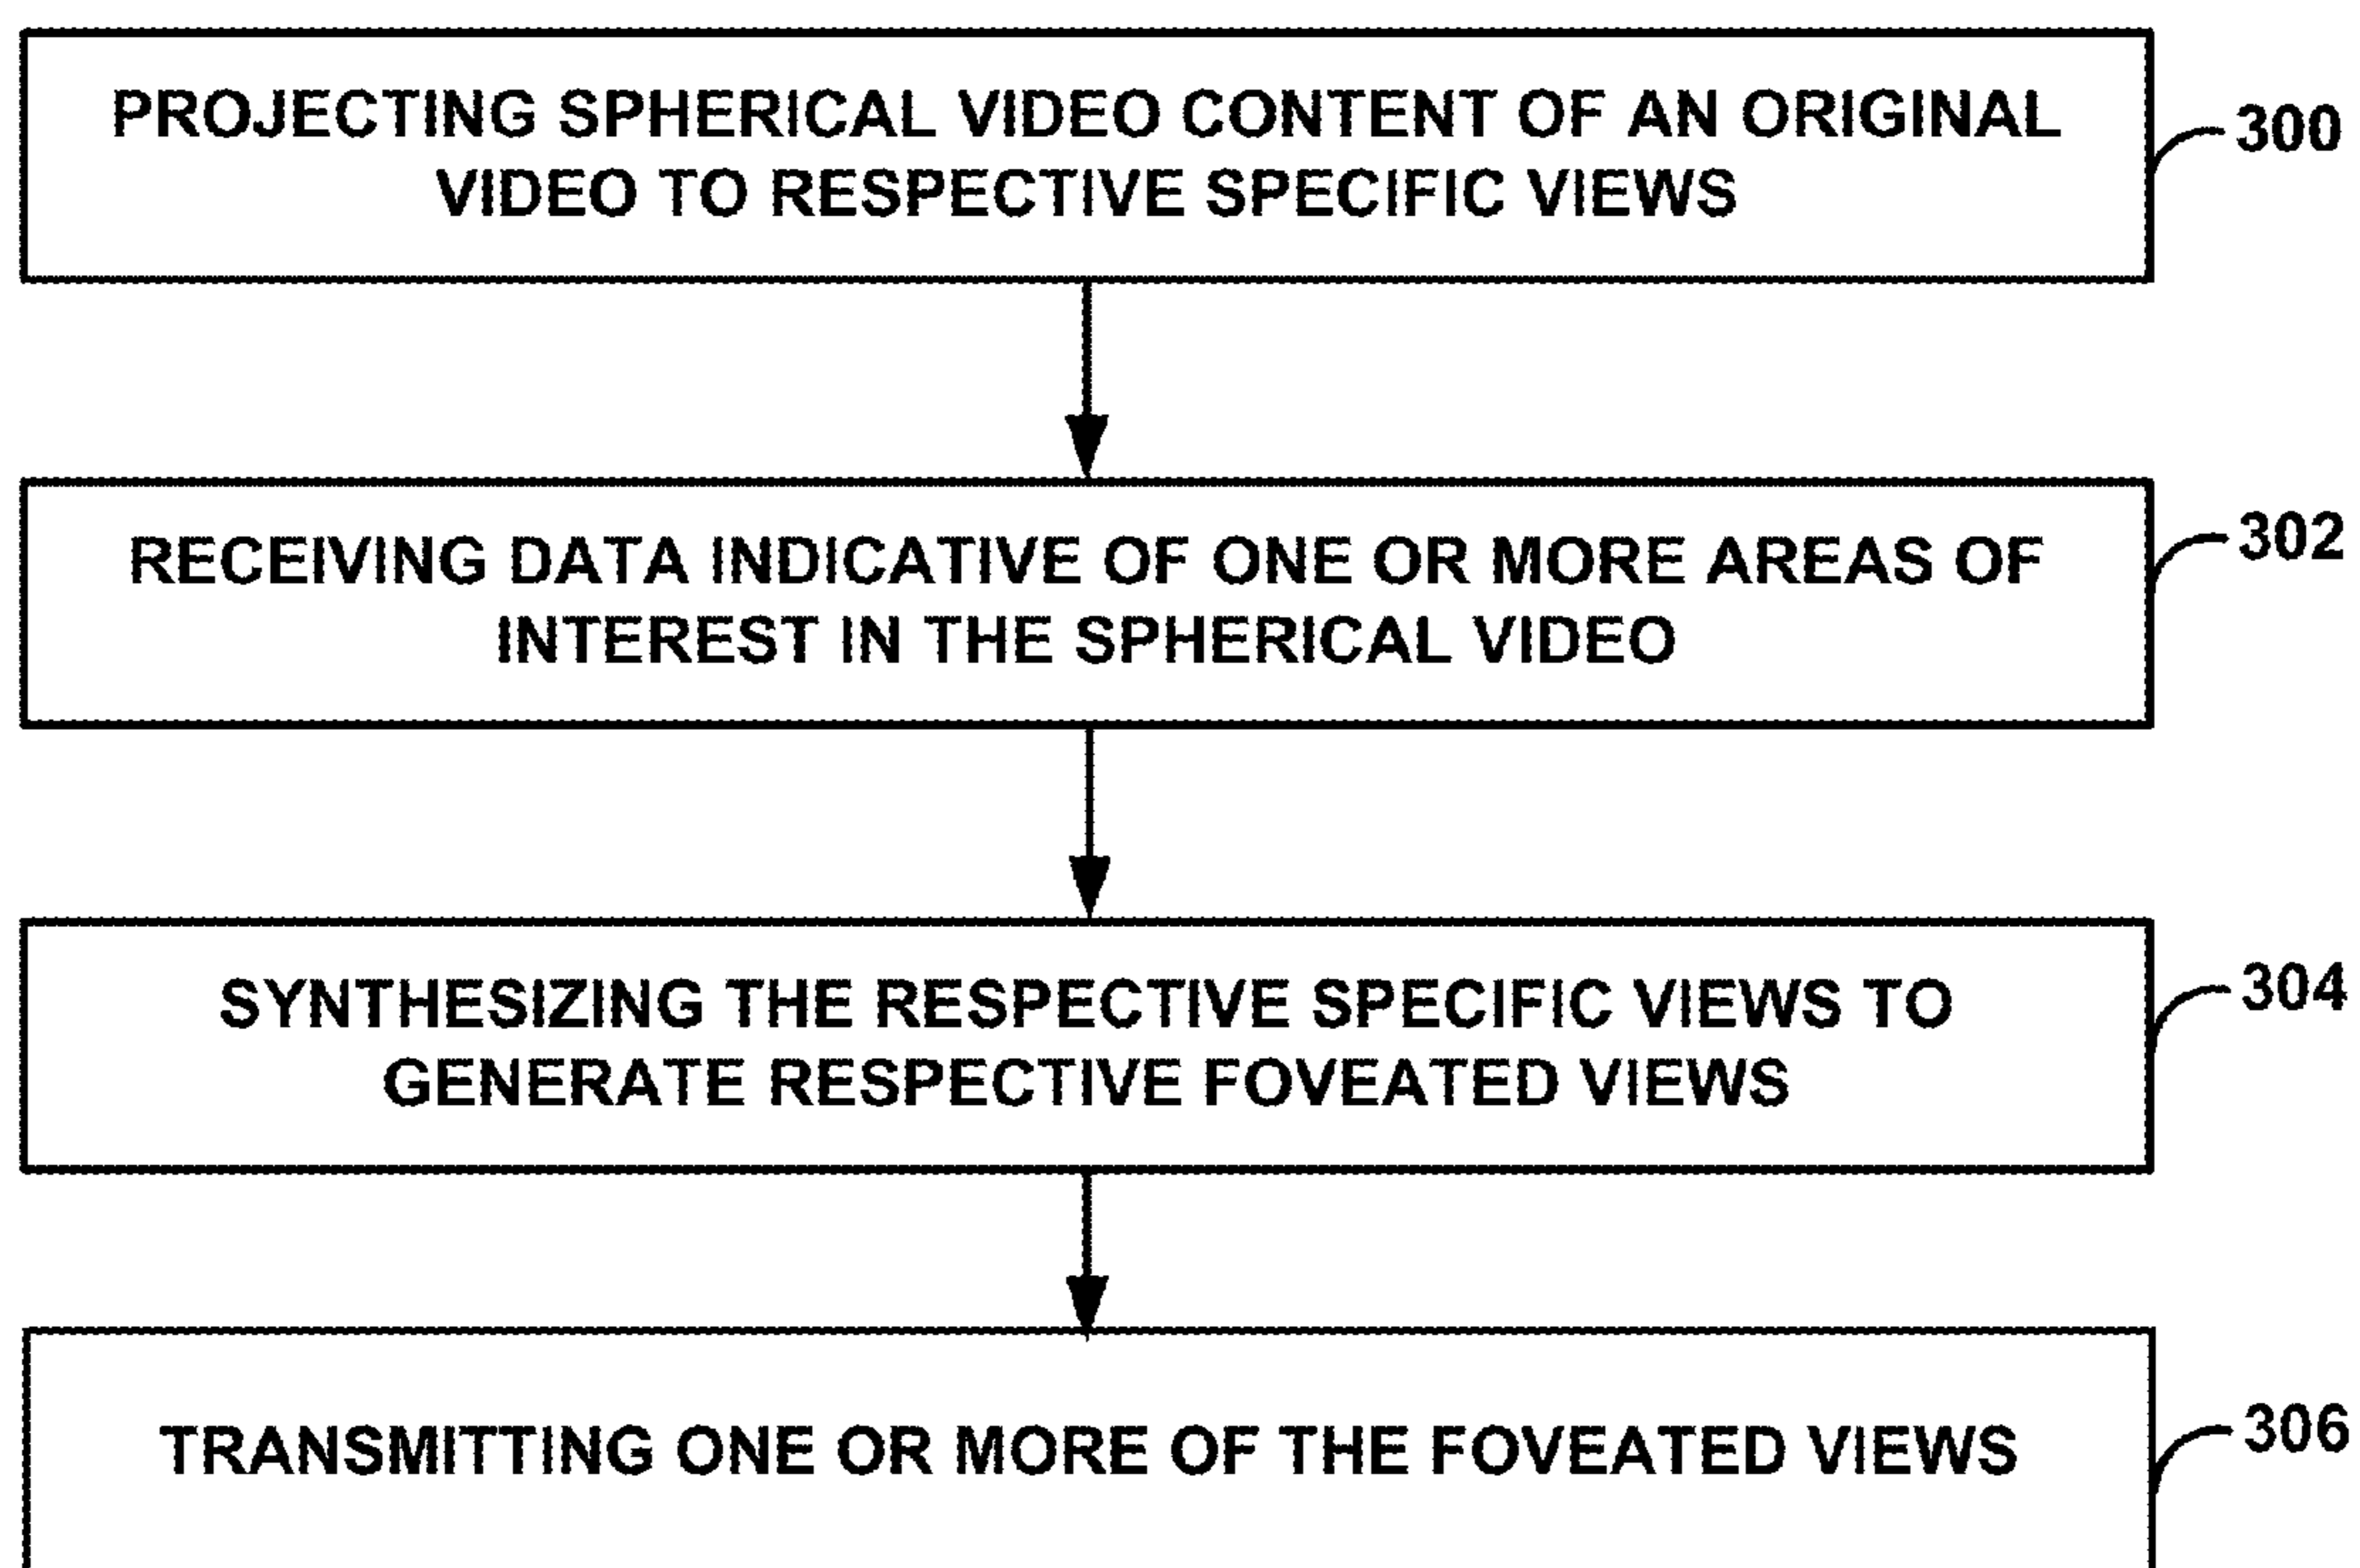 PROJECTING SPHERICAL VIDEO CONTENT OF AN ORIGINAL
VIDEO TO RESPECTIVE SPECIFIC VIEWS
300
RECEIVING DATA INDICATIVE OF ONE OR MORE AREAS OF
INTEREST IN THE SPHERICAL VIDEO
302
SYNTHESIZING THE RESPECTIVE SPECIFIC VIEWS TO
GENERATE RESPECTIVE FOVEATED VIEWS
304
TRANSMITTING ONE OR MORE OF THE FOVEATED VIEWS
306